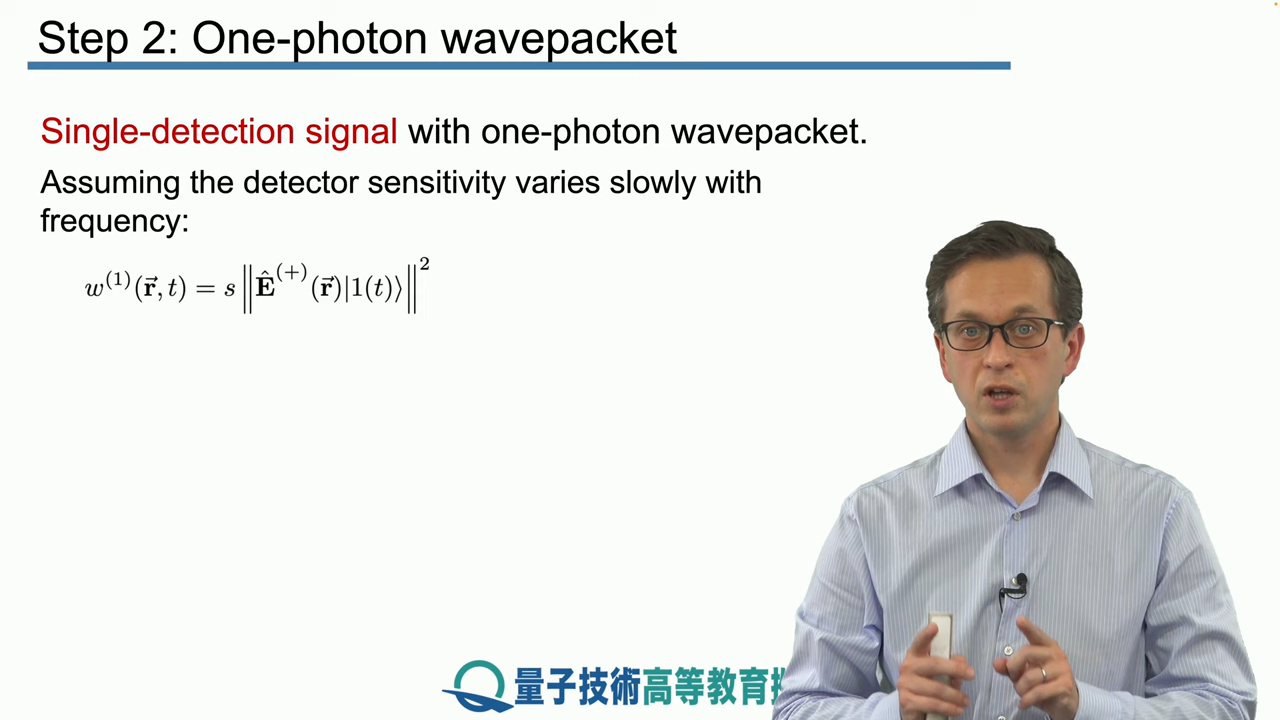 Step 2: One-photon wavepacket
Single-detection signal with one-photon wavepacket.
Assuming the detector sensitivity varies slowly with
frequency:
$w^{(1)}(\vec{\mathbf{r}}, t) = s \left\| \hat{\mathbf{E}}^{(+)}(\vec{\mathbf{r}}) | 1(t) \rangle \right\|^2$
量子技術高等教育